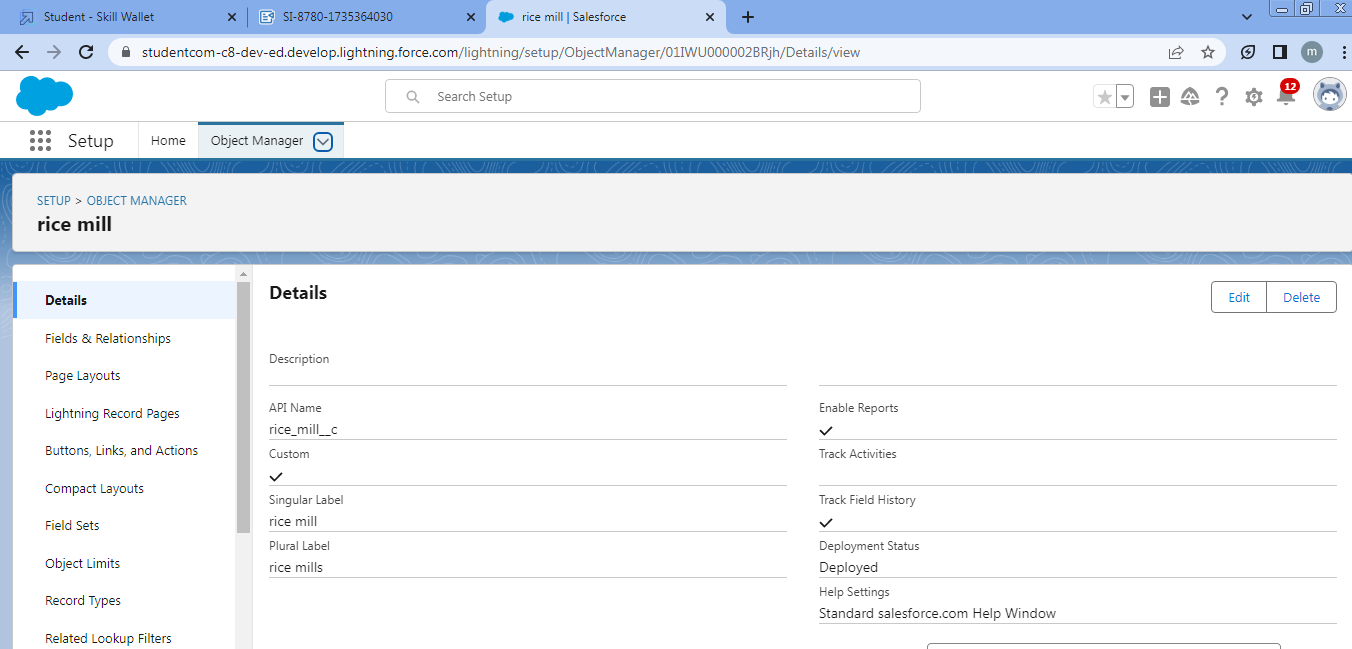 Student - Skill Wallet
SI-8780-1735364030
rice mill | Salesforce
studentcom-c8-dev-ed.develop.lightning.force.com/lightning/setup/ObjectManager/01IWU000002BRjh/Details/view
m
Search Setup
12
Setup
Home
Object Manager
SETUP > OBJECT MANAGER
rice mill
Details
Fields & Relationships
Page Layouts
Lightning Record Pages
Buttons, Links, and Actions
Compact Layouts
Field Sets
Object Limits
Record Types
Related Lookup Filters
Details
Edit
Delete
Description
API Name
rice_mill__c
Custom
Singular Label
rice mill
Plural Label
rice mills
Enable Reports
Track Activities
Track Field History
Deployment Status
Deployed
Help Settings
Standard salesforce.com Help Window